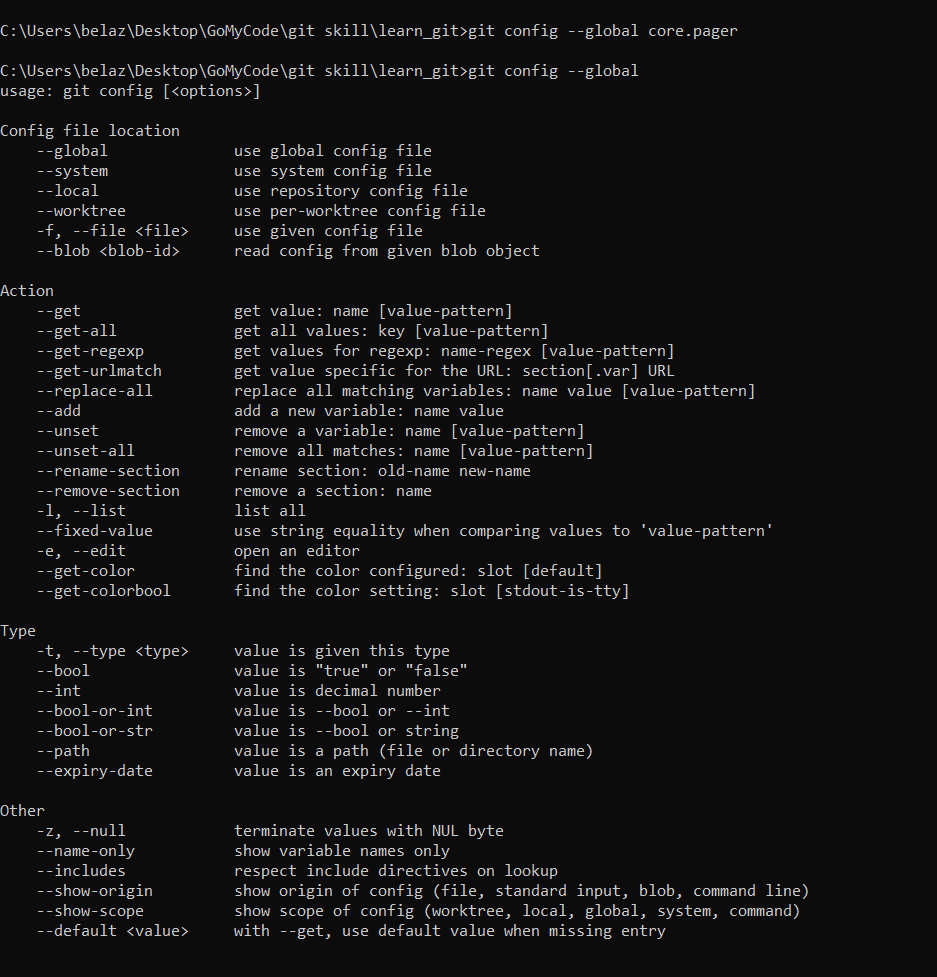 C:\Users\belaz\Desktop\GoMyCode\git skill\learn_git>git config --global core.pager
C:\Users\belaz\Desktop\GoMyCode\git skill\learn_git>git config --global
usage: git config [<options>]
Config file location
    --global              use global config file
    --system              use system config file
    --local               use repository config file
    --worktree            use per-worktree config file
    -f, --file <file>     use given config file
    --blob <blob-id>      read config from given blob object
Action
    --get                 get value: name [value-pattern]
    --get-all             get all values: key [value-pattern]
    --get-regexp          get values for regexp: name-regex [value-pattern]
    --get-urlmatch        get value specific for the URL: section[.var] URL
    --replace-all         replace all matching variables: name value [value-pattern]
    --add                 add a new variable: name value
    --unset               remove a variable: name [value-pattern]
    --unset-all           remove all matches: name [value-pattern]
    --rename-section      rename section: old-name new-name
    --remove-section      remove a section: name
    -l, --list            list all
    --fixed-value         use string equality when comparing values to 'value-pattern'
    -e, --edit            open an editor
    --get-color           find the color configured: slot [default]
    --get-colorbool       find the color setting: slot [stdout-is-tty]
Type
    -t, --type <type>     value is given this type
    --bool                value is "true" or "false"
    --int                 value is decimal number
    --bool-or-int         value is --bool or --int
    --bool-or-str         value is --bool or string
    --path                value is a path (file or directory name)
    --expiry-date         value is an expiry date
Other
    -z, --null            terminate values with NUL byte
    --name-only           show variable names only
    --includes            respect include directives on lookup
    --show-origin         show origin of config (file, standard input, blob, command line)
    --show-scope          show scope of config (worktree, local, global, system, command)
    --default <value>     with --get, use default value when missing entry